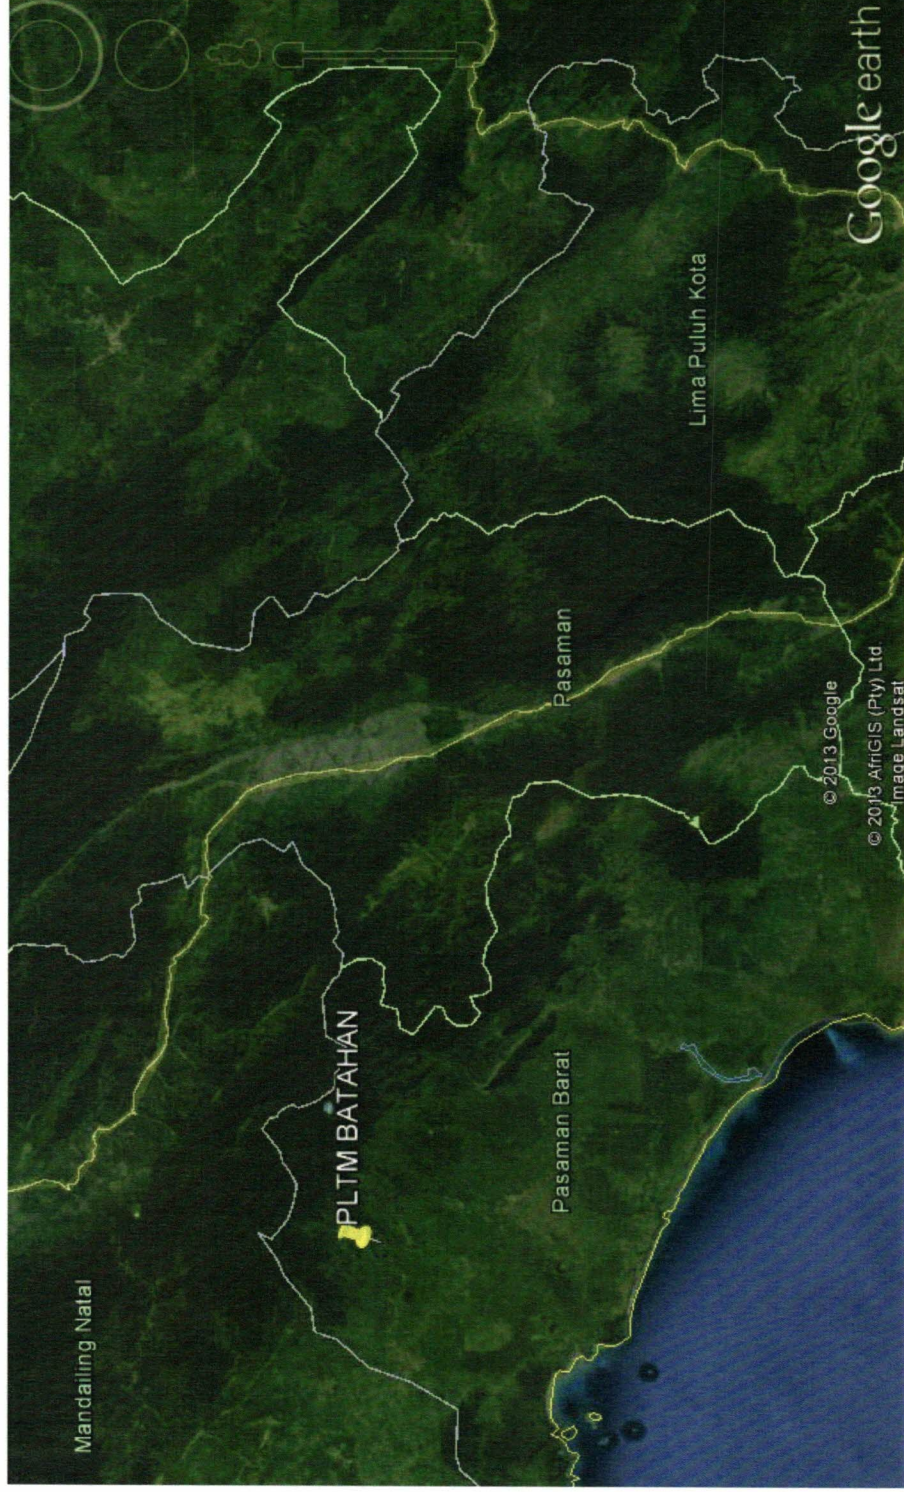 Mandailing Natal
PLTM BATAHAN
Pasaman Barat
Pasaman
Lima Puluh Kota
© 2013 Google
© 2013 AfriGIS (Pty) Ltd.
Image Landsat
Google earth